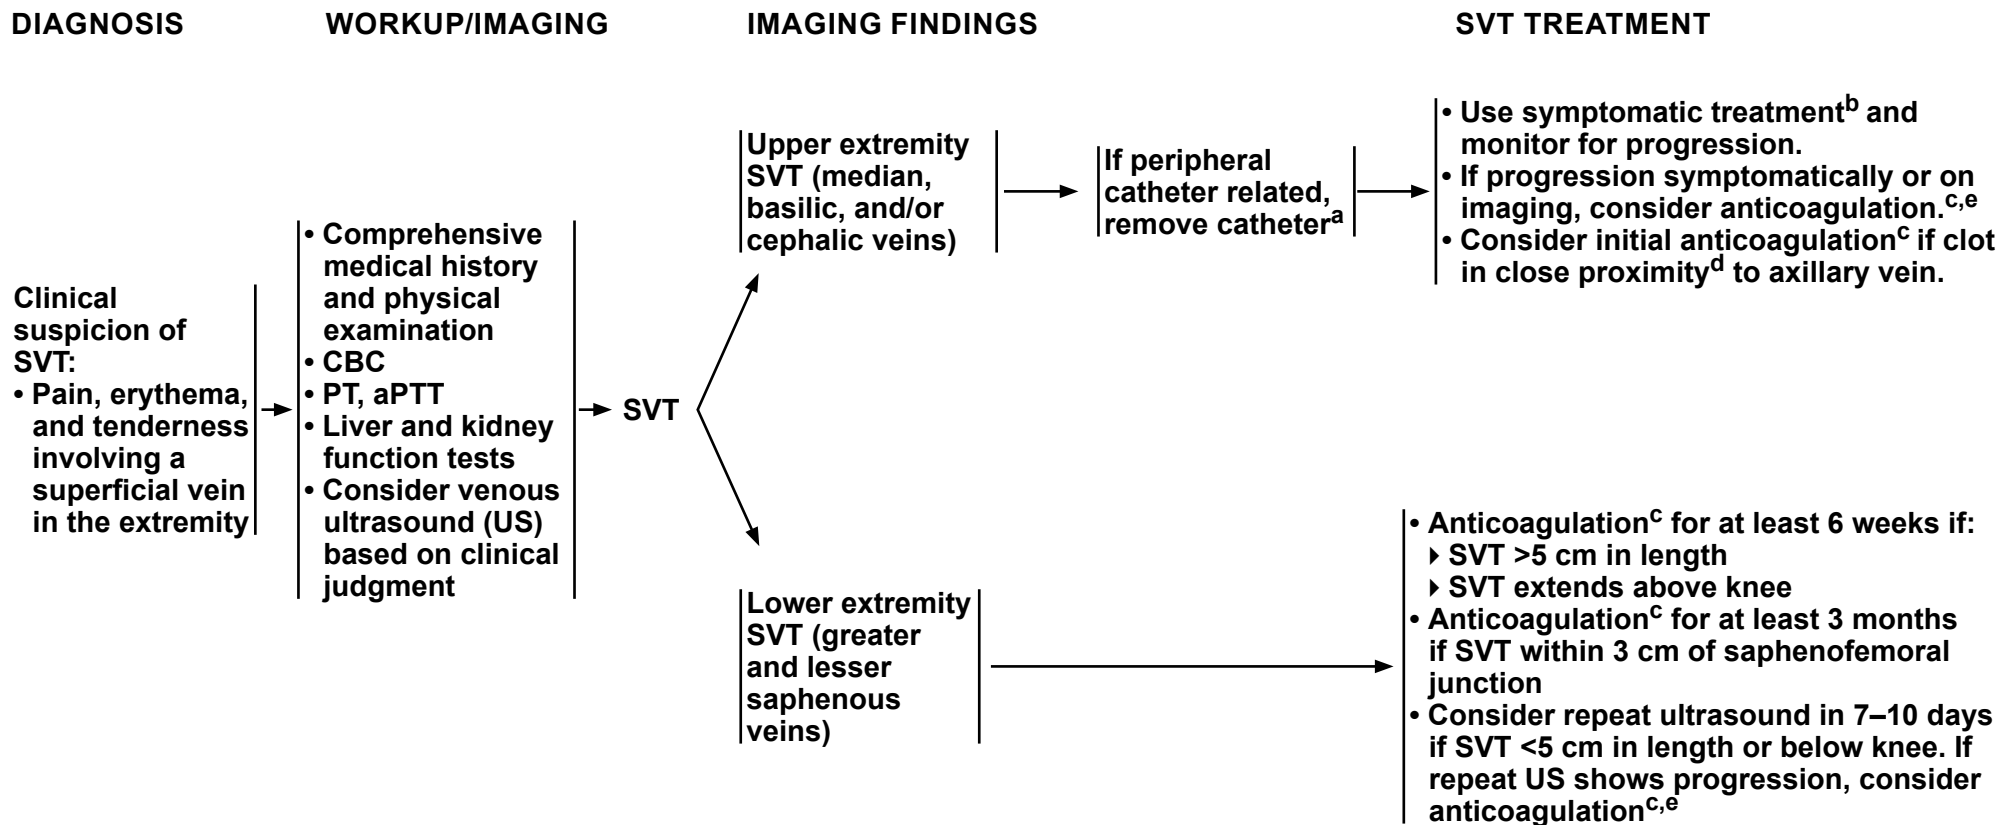 DIAGNOSIS
WORKUP/IMAGING
IMAGING FINDINGS
SVT TREATMENT
Clinical
suspicion of
SVT:
• Pain, erythema,
and tenderness
involving a
superficial vein
in the extremity
• Comprehensive
medical history
and physical
examination
• CBC
• PT, aPTT
• Liver and kidney
function tests
• Consider venous
ultrasound (US)
based on clinical
judgment
SVT
Upper extremity
SVT (median,
basilic, and/or
cephalic veins)
If peripheral
catheter related,
remove catheterᵃ
• Use symptomatic treatmentᵇ and
monitor for progression.
• If progression symptomatically or on
imaging, consider anticoagulation.ᶜ,ᵉ
• Consider initial anticoagulationᶜ if clot
in close proximityᵈ to axillary vein.
Lower extremity
SVT (greater
and lesser
saphenous
veins)
• Anticoagulationᶜ for at least 6 weeks if:
▸ SVT >5 cm in length
▸ SVT extends above knee
• Anticoagulationᶜ for at least 3 months
if SVT within 3 cm of saphenofemoral
junction
• Consider repeat ultrasound in 7–10 days
if SVT <5 cm in length or below knee. If
repeat US shows progression, consider
anticoagulationᶜ,ᵉ